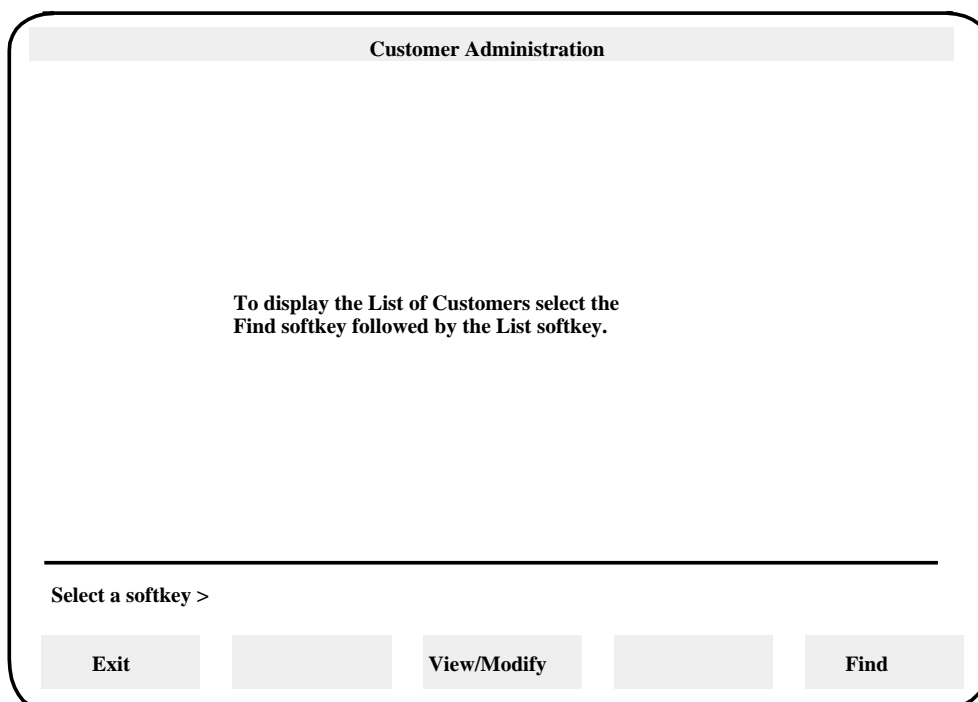 Customer Administration
To display the List of Customers select the
Find softkey followed by the List softkey.
Select a softkey >
Exit
View/Modify
Find